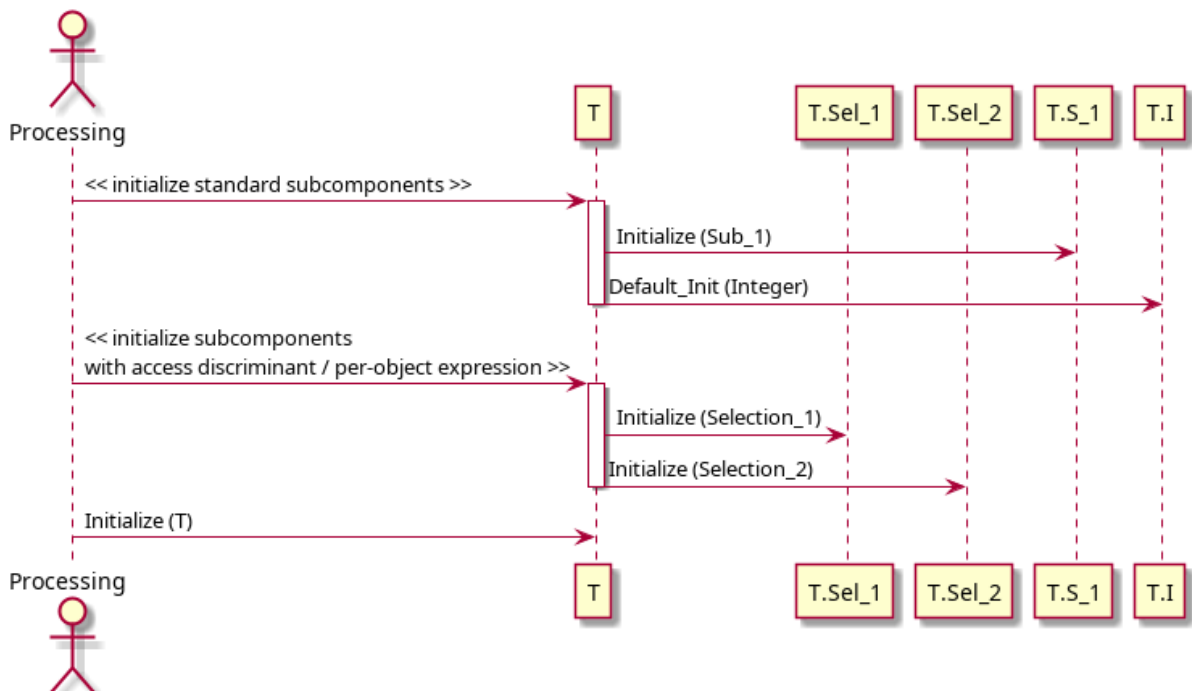 Processing
T
T.Sel_1
T.Sel_2
T.S_1
T.I
<< initialize standard subcomponents >>
Initialize (Sub_1)
Default_Init (Integer)
<< initialize subcomponents
with access discriminant / per-object expression >>
Initialize (Selection_1)
Initialize (Selection_2)
Initialize (T)
Processing
T
T.Sel_1
T.Sel_2
T.S_1
T.I